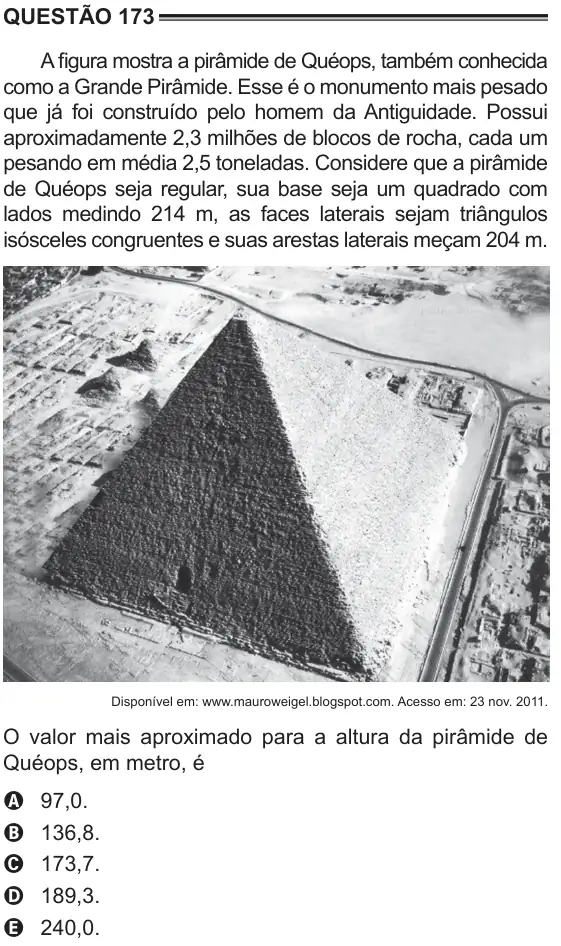 QUESTÃO 173
A figura mostra a pirâmide de Quéops, também conhecida
como a Grande Pirâmide. Esse é o monumento mais pesado
que já foi construído pelo homem da Antiguidade. Possui
aproximadamente 2,3 milhões de blocos de rocha, cada um
pesando em média 2,5 toneladas. Considere que a pirâmide
de Quéops seja regular, sua base seja um quadrado com
lados medindo 214 m, as faces laterais sejam triângulos
isósceles congruentes e suas arestas laterais meçam 204 m.
Disponível em: www.mauroweigel.blogspot.com. Acesso em: 23 nov. 2011.
O valor mais aproximado para a altura da pirâmide de
Quéops, em metro, é
A 97,0.
B 136,8.
C 173,7.
D 189,3.
E 240,0.